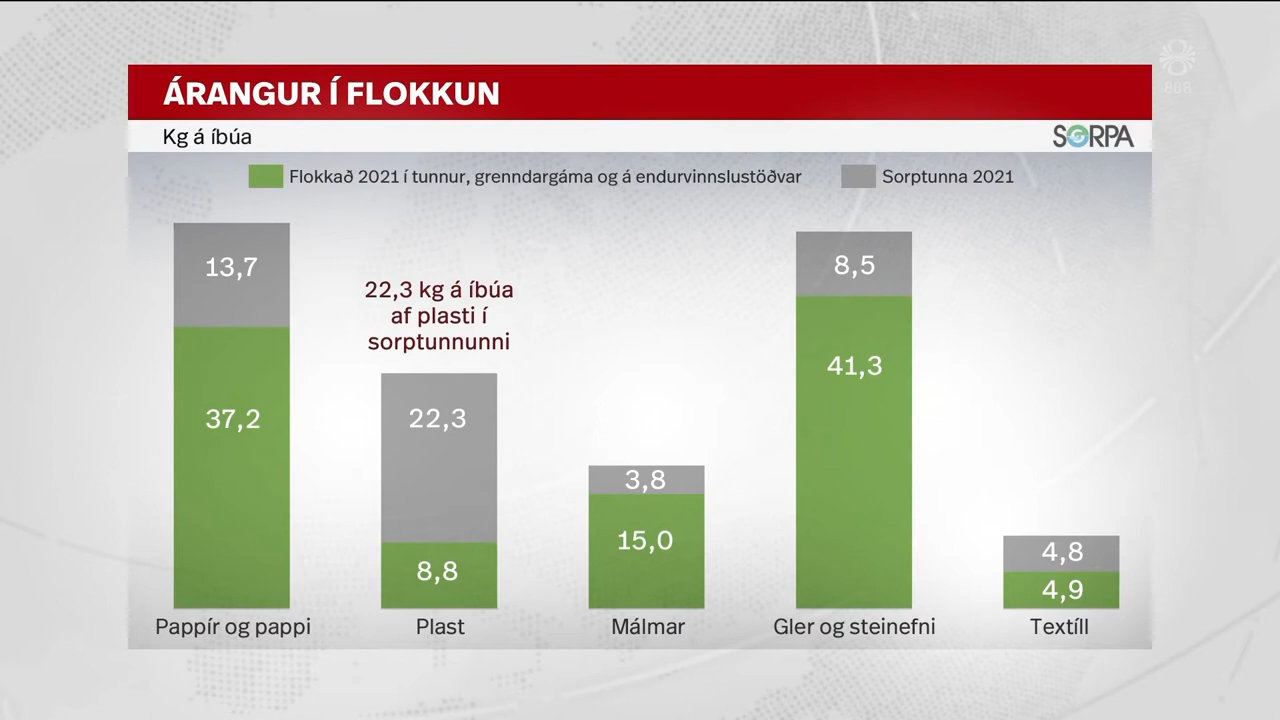 ÁRANGUR Í FLOKKUN
888
Kg á íbúa
SORPA
Flokkað 2021 í tunnur, grenndargáma og á endurvinnslustöðvar
Sorptunna 2021
13,7
37,2
22,3 kg á íbúa
af plasti í
sorptunnunni
22,3
8,8
3,8
15,0
8,5
41,3
4,8
4,9
Pappír og pappi
Plast
Málmar
Gler og steinefni
Textíll